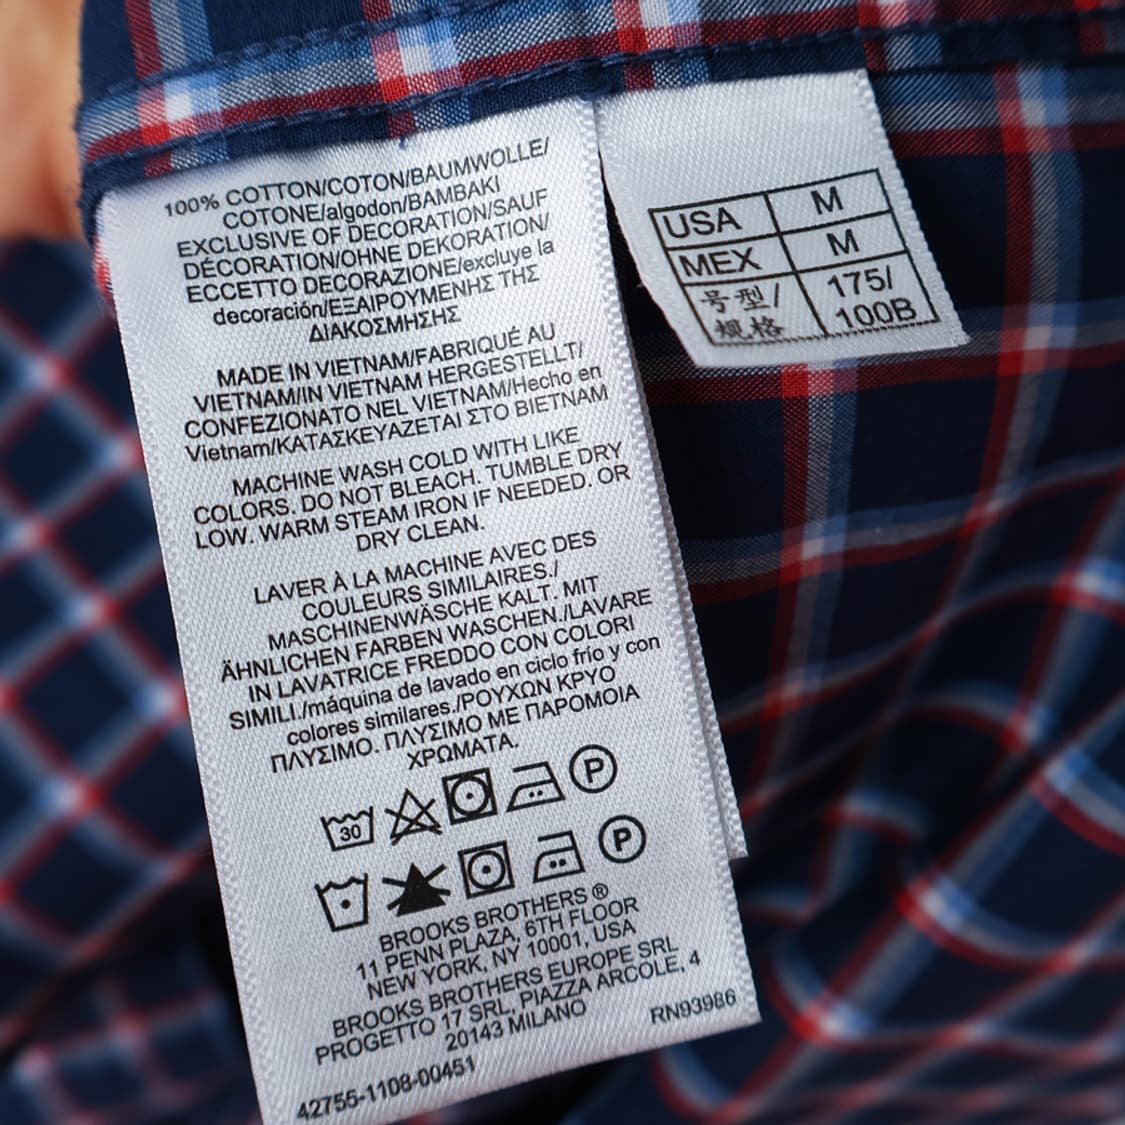 100% COTTON/COTON/BAUMWOLLE/
COTONE/algodon/BAMBAKI
EXCLUSIVE OF DECORATION/SAUF
DÉCORATION/OHNE DEKORATION/
ECCETTO DECORAZIONE/excluye la
decoración/ΕΞΑΙΡΟΥΜΕΝΗΣ ΤΗΣ
ΔΙΑΚΟΣΜΗΣΗΣ
MADE IN VIETNAM/FABRIQUÉ AU
VIETNAM/IN VIETNAM HERGESTELLT/
CONFEZIONATO NEL VIETNAM/Hecho en
Vietnam/ΚΑΤΑΣΚΕΥΑΖΕΤΑΙ ΣΤΟ ΒΙΕΤΝΑΜ
MACHINE WASH COLD WITH LIKE
COLORS. DO NOT BLEACH. TUMBLE DRY
LOW. WARM STEAM IRON IF NEEDED. OR
DRY CLEAN.
LAVER À LA MACHINE AVEC DES
COULEURS SIMILAIRES./
MASCHINENWÄSCHE KALT. MIT
ÄHNLICHEN FARBEN WASCHEN./LAVARE
IN LAVATRICE FREDDO CON COLORI
SIMILI./máquina de lavado en ciclo frío y con
colores similares./ΡΟΥΧΩΝ ΚΡΥΟ
ΠΛΥΣΙΜΟ. ΠΛΥΣΙΜΟ ΜΕ ΠΑΡΟΜΟΙΑ
ΧΡΩΜΑΤΑ.
30 P
P
BROOKS BROTHERS ®
11 PENN PLAZA, 6TH FLOOR
NEW YORK, NY 10001, USA
BROOKS BROTHERS EUROPE SRL
PROGETTO 17 SRL, PIAZZA ARCOLE, 4
20143 MILANO
RN93986
42755-1108-00451
USA M
MEX M
号型/ 175/
规格 100B